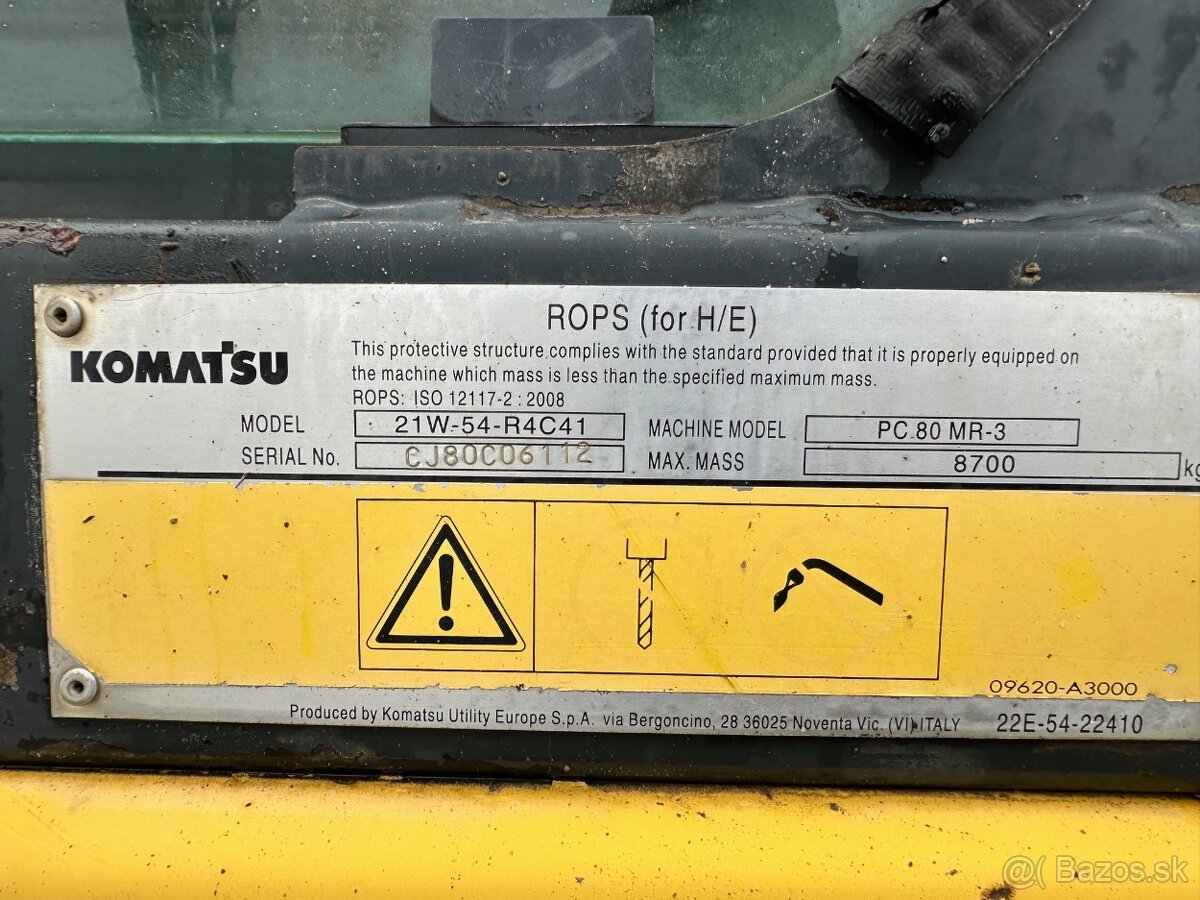 ROPS (for H/E)
KOMATSU
This protective structure complies with the standard provided that it is properly equipped on
the machine which mass is less than the specified maximum mass.
ROPS: ISO 12117-2 : 2008
MODEL 21W-54-R4C41 MACHINE MODEL PC.80 MR-3
SERIAL No. CJ80C06112 MAX. MASS 8700 kg
09620-A3000
Produced by Komatsu Utility Europe S.p.A. via Bergoncino, 28 36025 Noventa Vic. (VI) ITALY 22E-54-22410
@( Bazos.sk